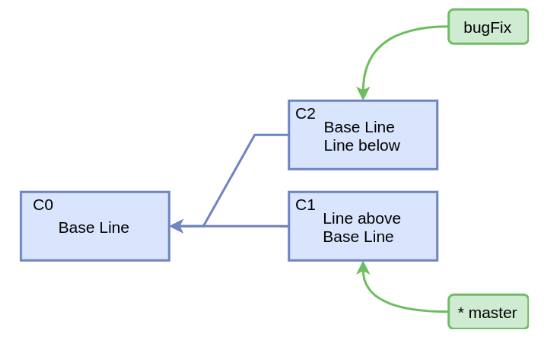 bugFix
C2
Base Line
Line below
C0
Base Line
C1
Line above
Base Line
* master